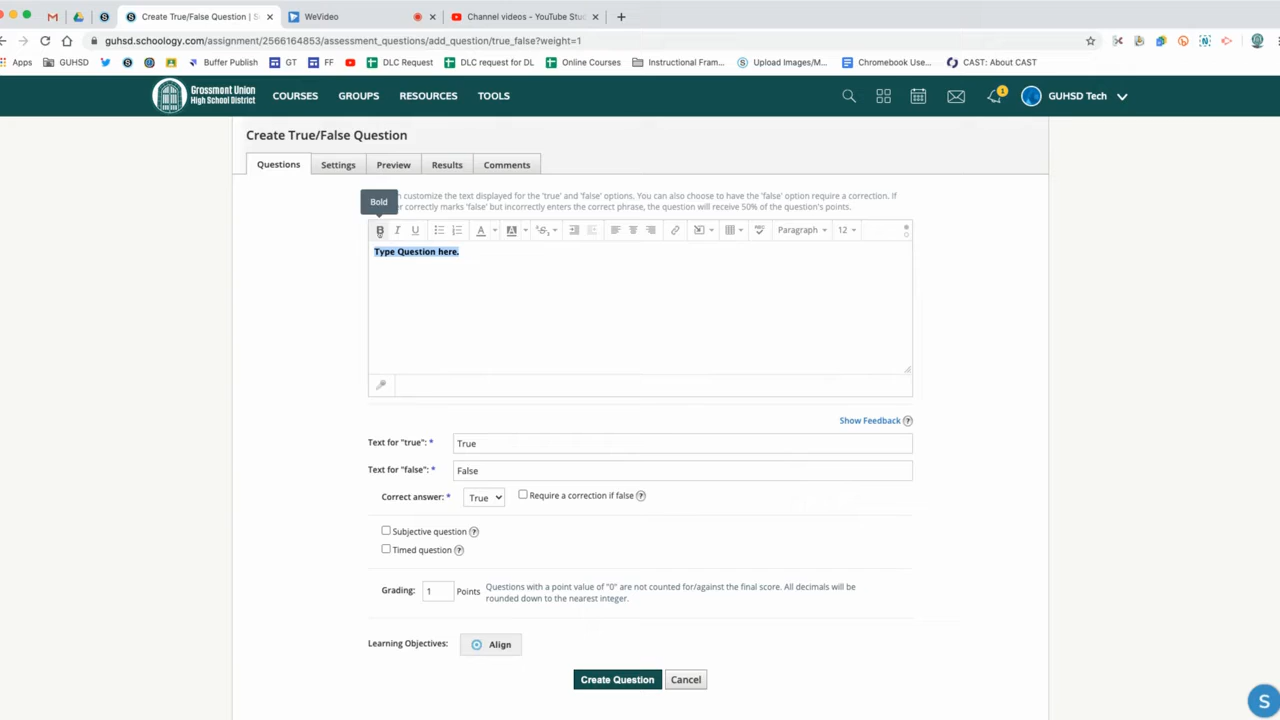 Create True/False Question | S
WeVideo
Channel videos - YouTube Stu
guhsd.schoology.com/assignment/2566164853/assessment_questions/add_question/true_false?weight=1
Apps
GUHSD
Buffer Publish
GT
FF
DLC Request
DLC request for DL
Online Courses
Instructional Fram...
Upload Images/M...
Chromebook Use...
CAST: About CAST
Grossmont Union
High School District
COURSES
GROUPS
RESOURCES
TOOLS
1
GUHSD Tech
Create True/False Question
Questions
Settings
Preview
Results
Comments
customize the text displayed for the 'true' and 'false' options. You can also choose to have the 'false' option require a correction. If
correctly marks 'false' but incorrectly enters the correct phrase, the question will receive 50% of the question's points.
Bold
B I U A A S Paragraph 12
Type Question here.
Show Feedback ?
Text for "true": * True
Text for "false": * False
Correct answer: * True Require a correction if false ?
Subjective question ?
Timed question ?
Grading: 1 Points Questions with a point value of "0" are not counted for/against the final score. All decimals will be
rounded down to the nearest integer.
Learning Objectives: Align
Create Question Cancel
S